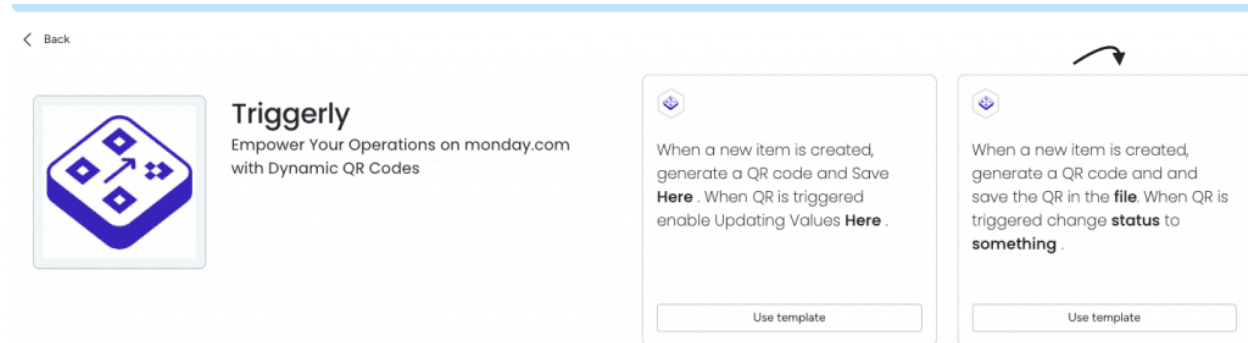 Back
Triggerly
Empower Your Operations on monday.com
with Dynamic QR Codes
When a new item is created,
generate a QR code and Save
Here . When QR is triggered
enable Updating Values Here .
Use template
When a new item is created,
generate a QR code and and
save the QR in the file. When QR is
triggered change status to
something .
Use template